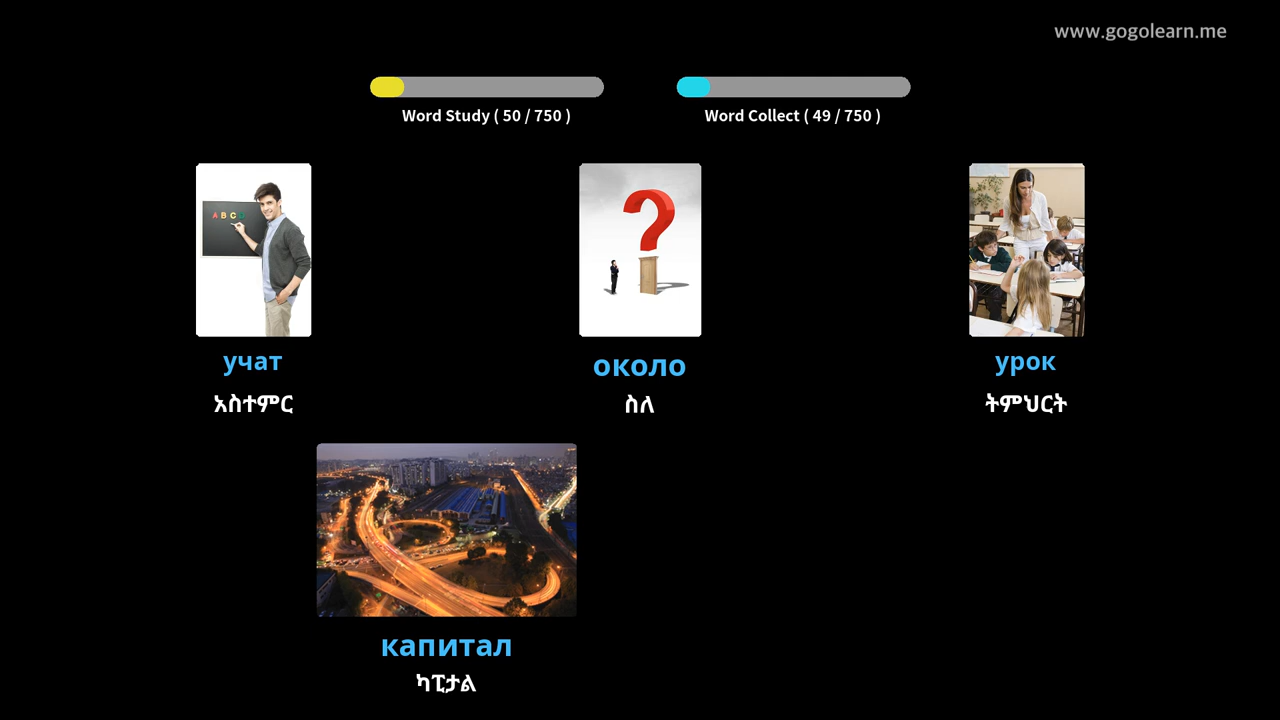 www.gogolearn.me
Word Study ( 50 / 750 )
Word Collect ( 49 / 750 )
A B C D
учат
около
урок
አስተምር
ስለ
ትምህርት
капитал
ካፒታል